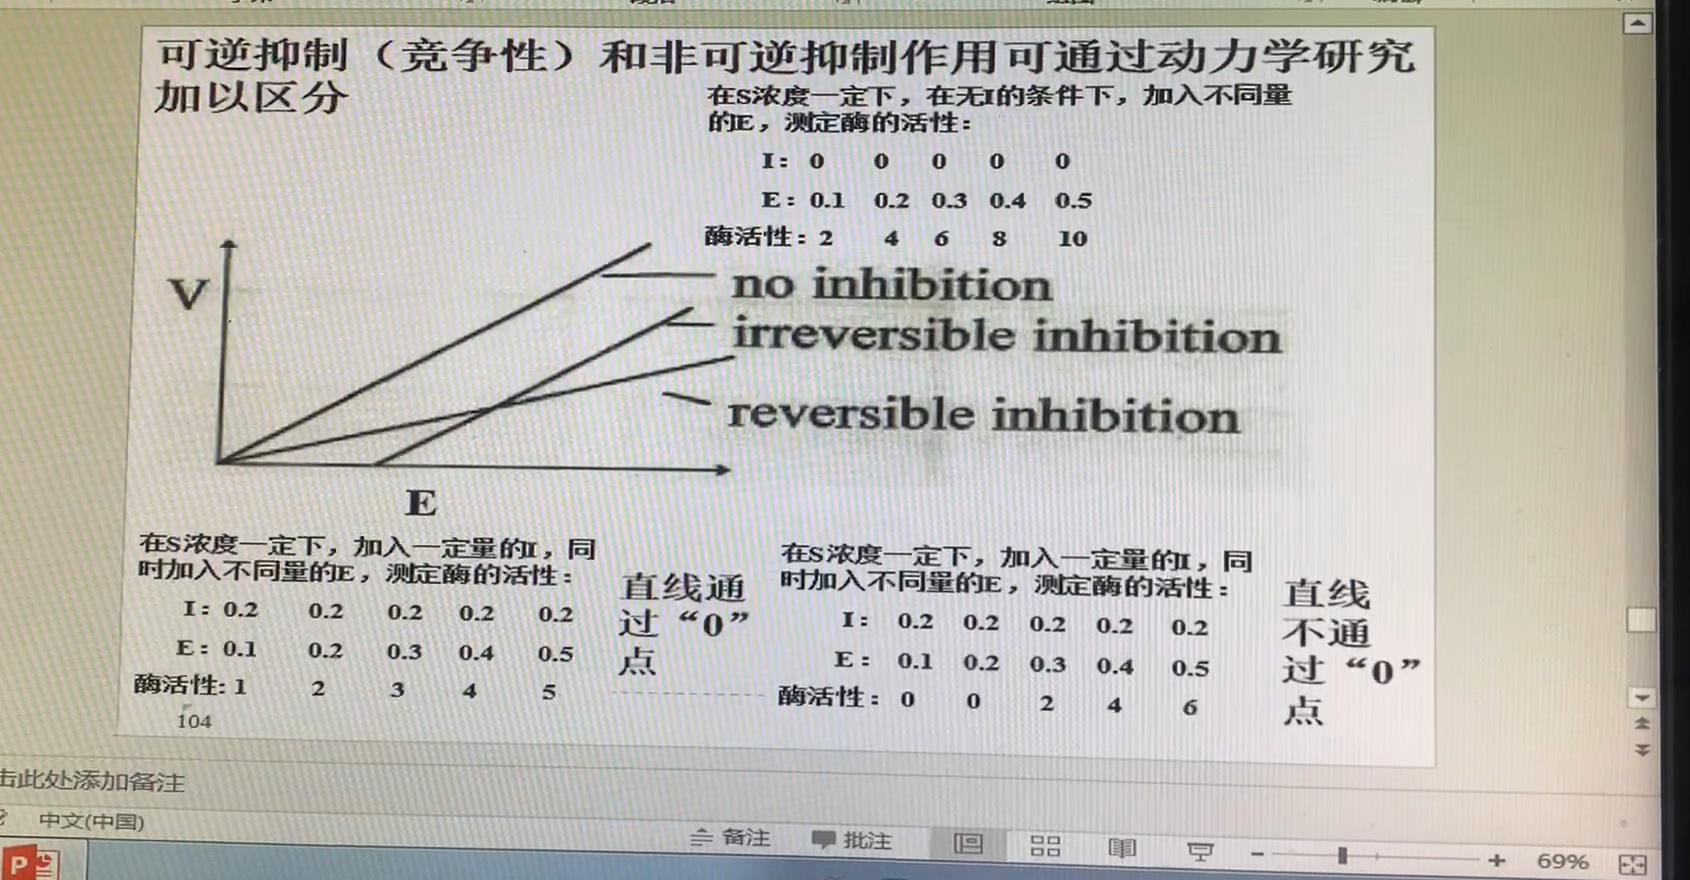 可逆抑制（竞争性）和非可逆抑制作用可通过动力学研究
加以区分
在S浓度一定下，在无I的条件下，加入不同量
的E，测定酶的活性：
I： 0 0 0 0 0
E： 0.1 0.2 0.3 0.4 0.5
酶活性：2 4 6 8 10
V
no inhibition
irreversible inhibition
reversible inhibition
E
在S浓度一定下，加入一定量的I，同
时加入不同量的E，测定酶的活性：
I：0.2 0.2 0.2 0.2 0.2
E：0.1 0.2 0.3 0.4 0.5
酶活性: 1 2 3 4 5
直线通
过“0”
点
在S浓度一定下，加入一定量的I，同
时加入不同量的E，测定酶的活性：
I： 0.2 0.2 0.2 0.2 0.2
E： 0.1 0.2 0.3 0.4 0.5
酶活性：0 0 2 4 6
直线
不通
过“0”
点
104
击此处添加备注
中文(中国)
备注 批注
69%
P